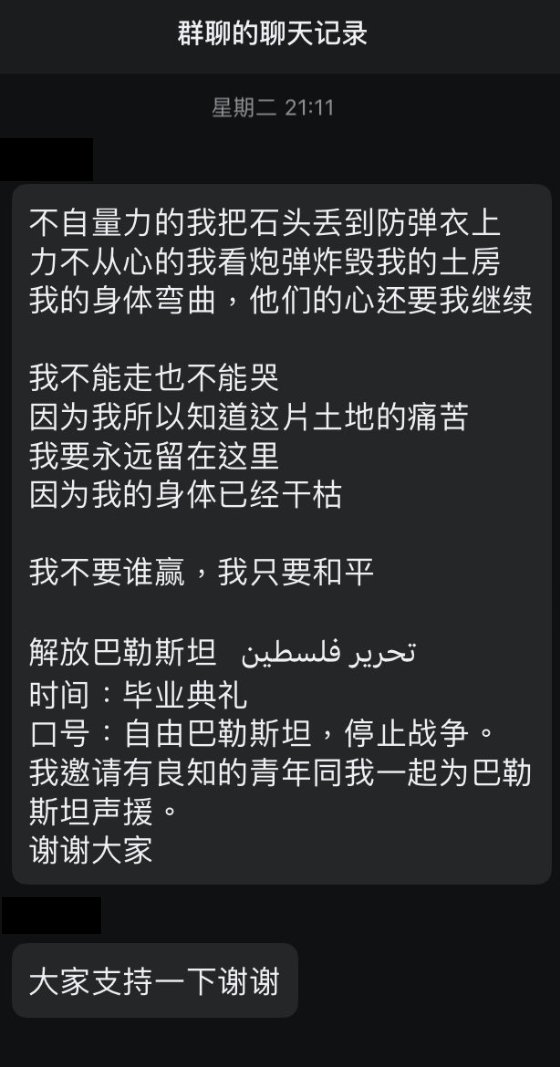 群聊的聊天记录
星期二 21:11
不自量力的我把石头丢到防弹衣上
力不从心的我看炮弹炸毁我的土房
我的身体弯曲，他们的心还要我继续
我不能走也不能哭
因为我所以知道这片土地的痛苦
我要永远留在这里
因为我的身体已经干枯
我不要谁赢，我只要和平
解放巴勒斯坦 تحرير فلسطين
时间：毕业典礼
口号：自由巴勒斯坦，停止战争。
我邀请有良知的青年同我一起为巴勒
斯坦声援。
谢谢大家
大家支持一下谢谢